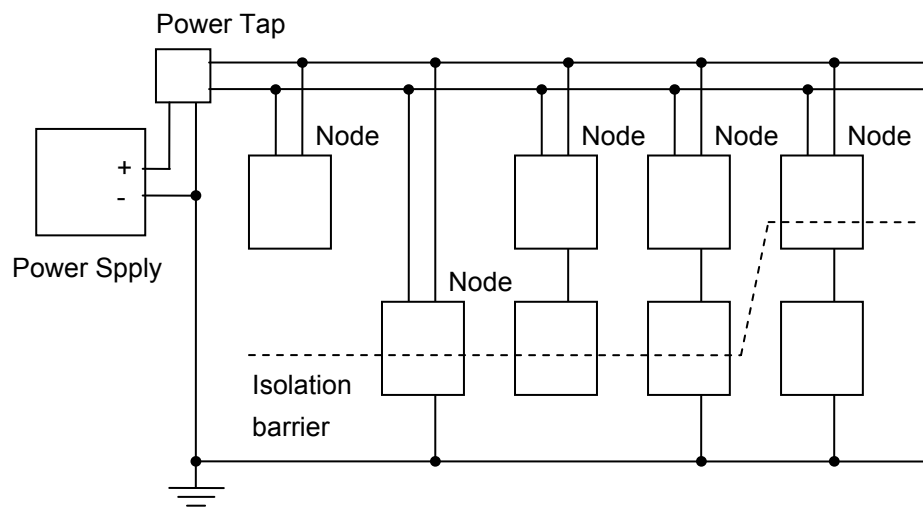 Power Tap
Node
Node
Node
Node
+
-
Power Spply
Node
Isolation
barrier